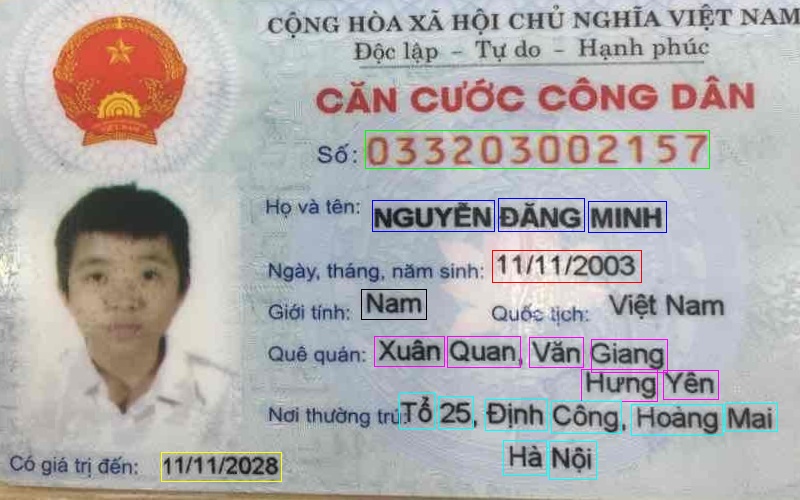 CỘNG HÒA XÃ HỘI CHỦ NGHĨA VIỆT NAM
Độc lập - Tự do - Hạnh phúc
CĂN CƯỚC CÔNG DÂN
Số: 033203002157
Họ và tên: NGUYỄN ĐĂNG MINH
Ngày, tháng, năm sinh: 11/11/2003
Giới tính: Nam Quốc tịch: Việt Nam
Quê quán: Xuân Quan, Văn Giang
Hưng Yên
Nơi thường trú: Tổ 25, Định Công, Hoàng Mai
Hà Nội
Có giá trị đến: 11/11/2028